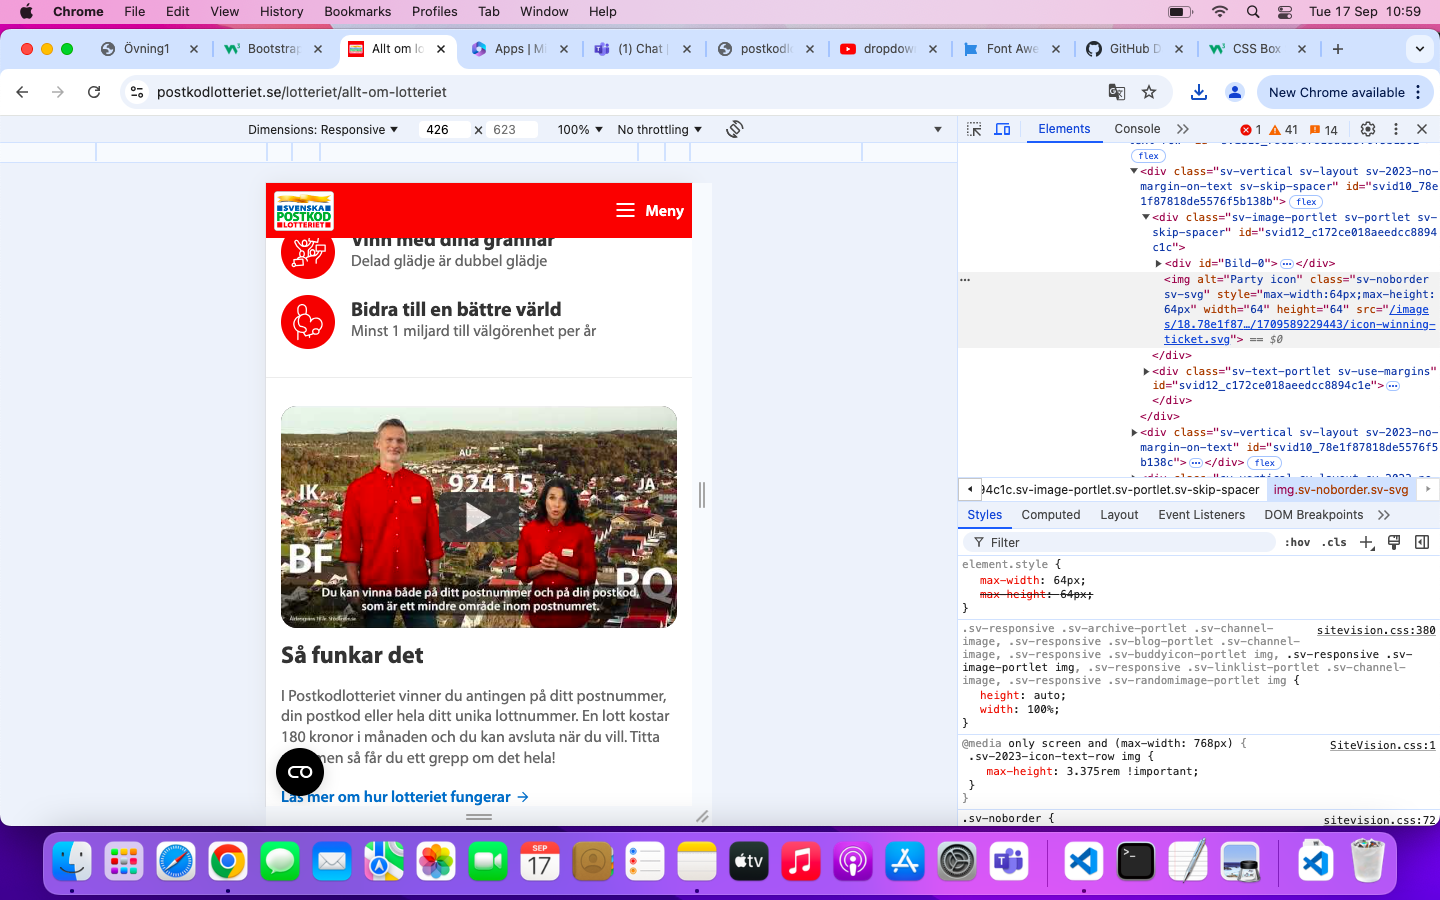 Chrome File Edit View History Bookmarks Profiles Tab Window Help Tue 17 Sep 10:59
Övning1
Bootstrap
Allt om lo
Apps | Mi
(1) Chat |
postkodlo
dropdown
Font Awe
GitHub D
CSS Box
postkodlotteriet.se/lotteriet/allt-om-lotteriet
New Chrome available
Dimensions: Responsive 426 x 623 100% No throttling
SVENSKA
POSTKOD
LOTTERIET
Meny
Vinn med dina grannar
Delad glädje är dubbel glädje
Bidra till en bättre värld
Minst 1 miljard till välgörenhet per år
AU
IK
924 15
JA
BF
RQ
Du kan vinna både på ditt postnummer och på din postkod,
som är ett mindre område inom postnumret.
Så funkar det
I Postkodlotteriet vinner du antingen på ditt postnummer,
din postkod eller hela ditt unika lottnummer. En lott kostar
180 kronor i månaden och du kan avsluta när du vill. Titta
men så får du ett grepp om det hela!
Läs mer om hur lotteriet fungerar →
Elements Console 1 41 14
flex
<div class="sv-vertical sv-layout sv-2023-no-
margin-on-text sv-skip-spacer" id="svid10_78e
1f87818de5576f5b138b"> flex
<div class="sv-image-portlet sv-portlet sv-
skip-spacer" id="svid12_c172ce018aeedcc8894
c1c">
<div id="Bild-0"> … </div>
… <img alt="Party icon" class="sv-noborder
sv-svg" style="max-width:64px;max-height:
64px" width="64" height="64" src="/image
s/18.78e1f87…/1709589229443/icon-winning-
ticket.svg"> == $0
</div>
<div class="sv-text-portlet sv-use-margins"
id="svid12_c172ce018aeedcc8894c1e"> …
</div>
</div>
<div class="sv-vertical sv-layout sv-2023-no-
margin-on-text" id="svid10_78e1f87818de5576f5
b138c"> … </div> flex
94c1c.sv-image-portlet.sv-portlet.sv-skip-spacer img.sv-noborder.sv-svg
Styles Computed Layout Event Listeners DOM Breakpoints
Filter :hov .cls
element.style {
max-width: 64px;
max-height: 64px;
}
.sv-responsive .sv-archive-portlet .sv-channel- sitevision.css:380
image, .sv-responsive .sv-blog-portlet .sv-channel-
image, .sv-responsive .sv-buddyicon-portlet img, .sv-responsive .sv-
image-portlet img, .sv-responsive .sv-linklist-portlet .sv-channel-
image, .sv-responsive .sv-randomimage-portlet img {
height: auto;
width: 100%;
}
@media only screen and (max-width: 768px) { SiteVision.css:1
.sv-2023-icon-text-row img {
max-height: 3.375rem !important;
}
}
.sv-noborder { sitevision.css:72
SEP
17
tv